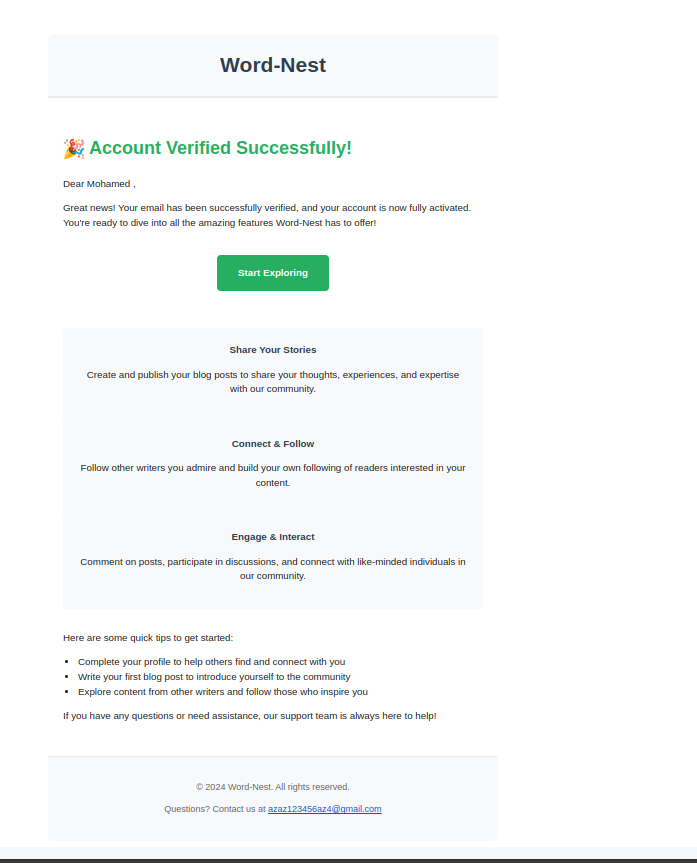 Word-Nest
🎉 Account Verified Successfully!
Dear Mohamed ,
Great news! Your email has been successfully verified, and your account is now fully activated.
You're ready to dive into all the amazing features Word-Nest has to offer!
Start Exploring
Share Your Stories
Create and publish your blog posts to share your thoughts, experiences, and expertise
with our community.
Connect & Follow
Follow other writers you admire and build your own following of readers interested in your
content.
Engage & Interact
Comment on posts, participate in discussions, and connect with like-minded individuals in
our community.
Here are some quick tips to get started:
• Complete your profile to help others find and connect with you
• Write your first blog post to introduce yourself to the community
• Explore content from other writers and follow those who inspire you
If you have any questions or need assistance, our support team is always here to help!
© 2024 Word-Nest. All rights reserved.
Questions? Contact us at azaz123456az4@gmail.com